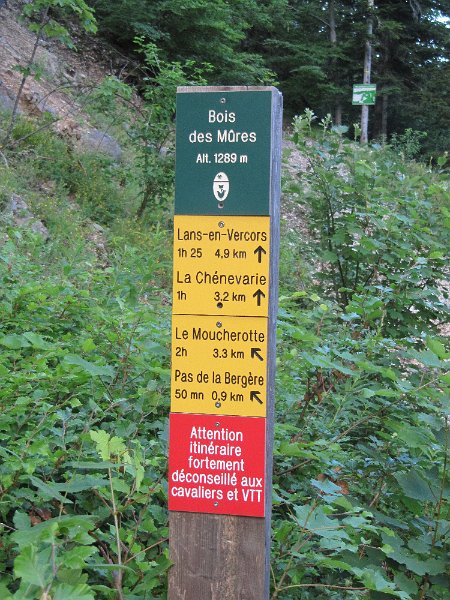 Bois
des Mûres
Alt. 1289 m
Lans-en-Vercors
1h 25 4,9 km ↑
La Chénevarie
1h 3,2 km ↑
Le Moucherotte
2h 3,3 km ↖
Pas de la Bergère
50 mn 0,9 km ↖
Attention
itinéraire
fortement
déconseillé aux
cavaliers et VTT